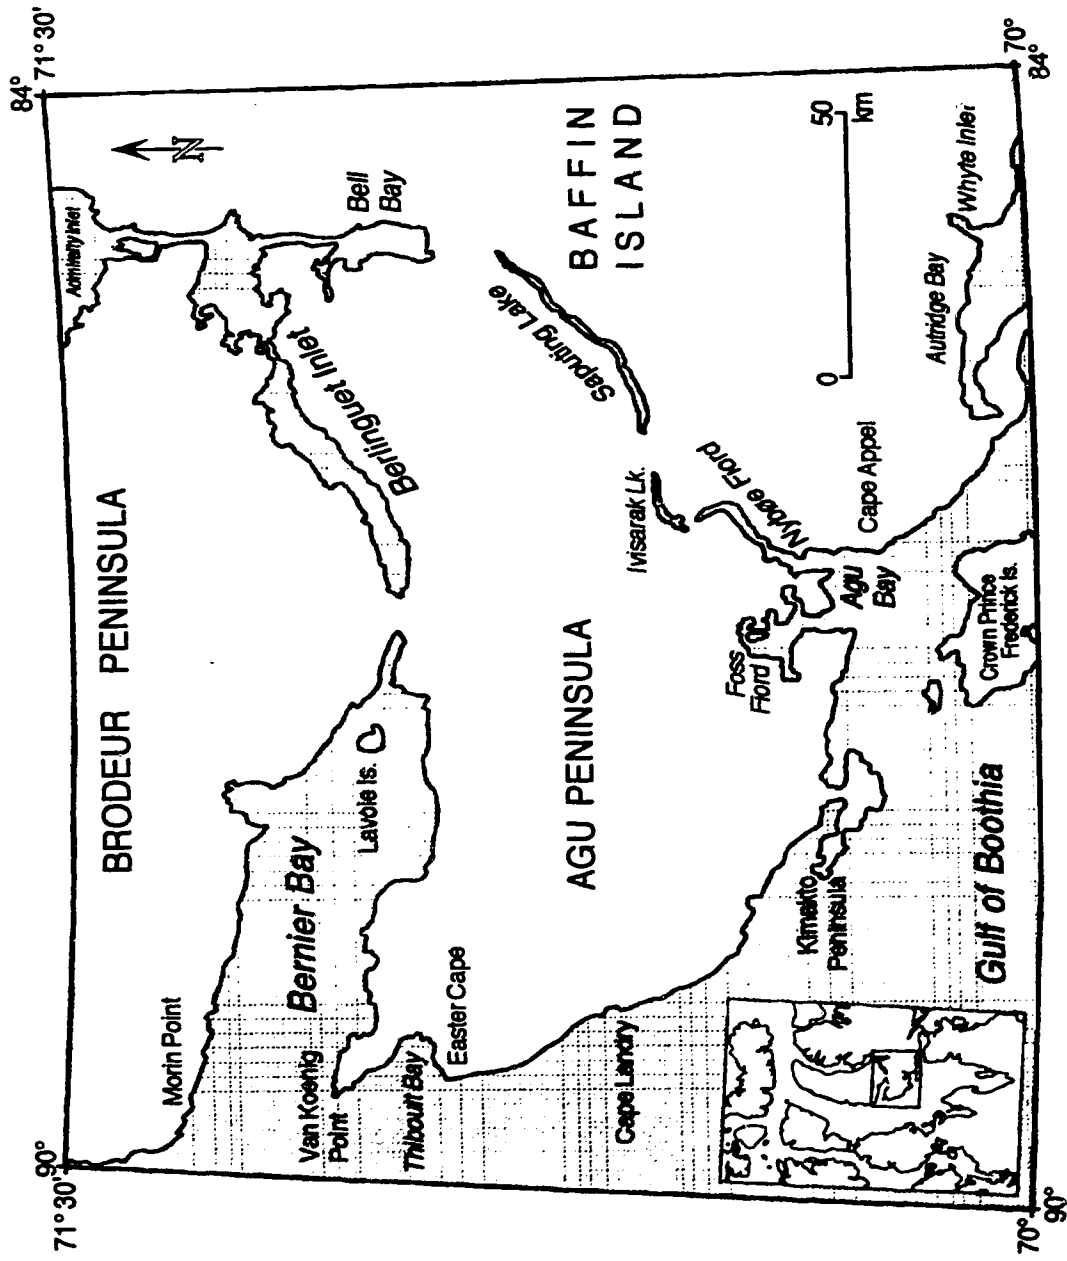 71°30'
90°
84°
71°30'
Admiralty Inlet
N
BRODEUR PENINSULA
Morin Point
Bernier Bay
Berlinguet Inlet
Bell
Bay
Van Koenig
Point
Lavoie Is.
Thiboult Bay
Easter Cape
Saputing Lake
BAFFIN
ISLAND
AGU PENINSULA
Cape Landry
Ivisarak Lk.
Nybøe Fiord
Foss
Fiord
Agu
Bay
Cape Appel
0
50
km
Kimakto
Peninsula
Autridge Bay
Whyte Inlet
Crown Prince
Frederick Is.
Gulf of Boothia
70°
90°
70°
84°